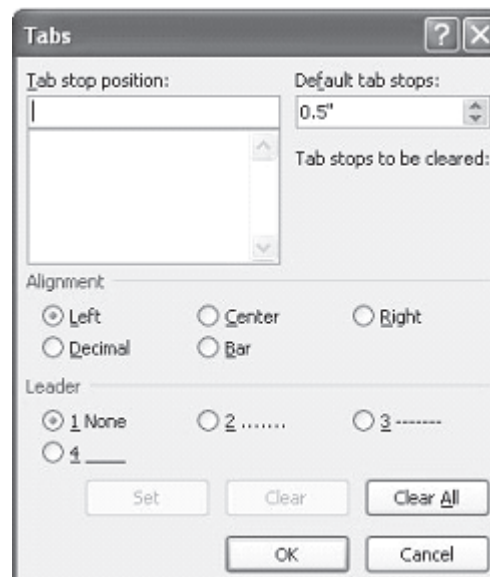 Tabs
Tab stop position: Default tab stops:
0.5"
Tab stops to be cleared:
Alignment
Left Center Right
Decimal Bar
Leader
1 None 2 ....... 3 -------
4 ____
Set Clear Clear All
OK Cancel